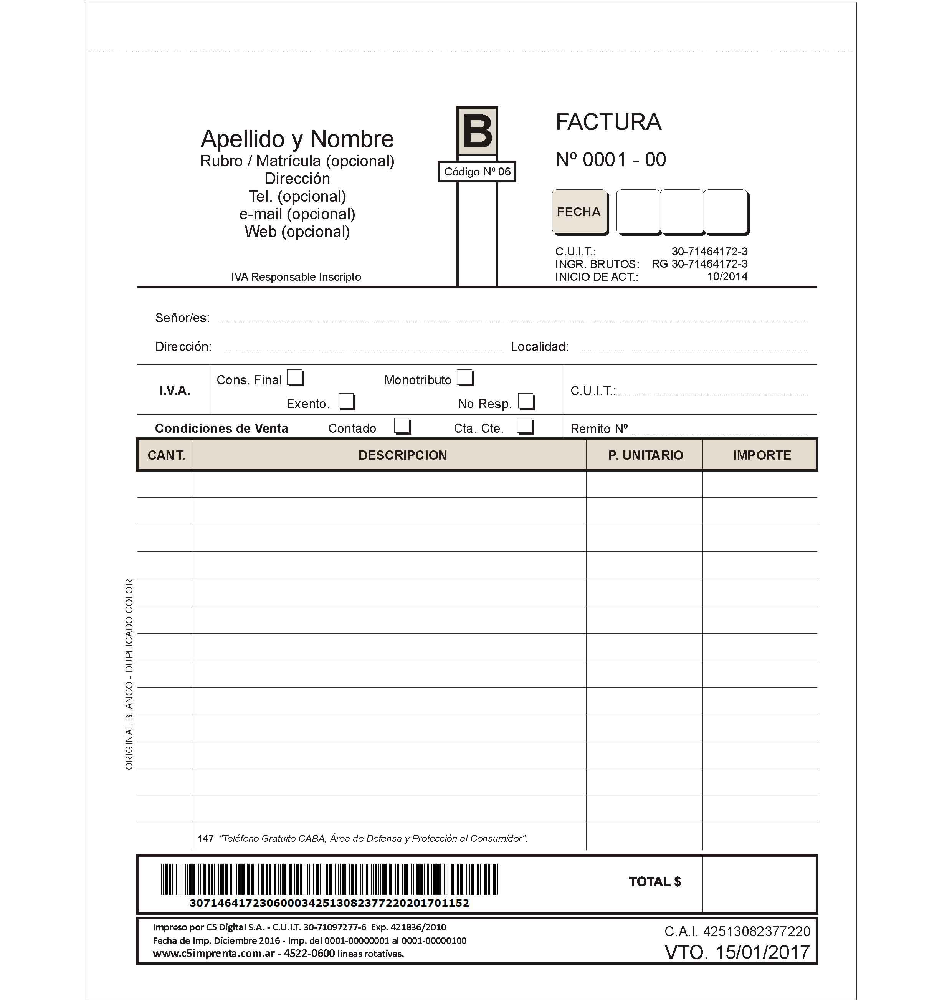 Apellido y Nombre
Rubro / Matrícula (opcional)
Dirección
Tel. (opcional)
e-mail (opcional)
Web (opcional)
IVA Responsable Inscripto
B
Código Nº 06
FACTURA
Nº 0001 - 00
FECHA
C.U.I.T.: 30-71464172-3
INGR. BRUTOS: RG 30-71464172-3
INICIO DE ACT.: 10/2014
Señor/es:
Dirección: Localidad:
I.V.A. Cons. Final Monotributo
Exento. No Resp.
C.U.I.T.:
Condiciones de Venta Contado Cta. Cte. Remito Nº
CANT. DESCRIPCION P. UNITARIO IMPORTE
ORIGINAL BLANCO - DUPLICADO COLOR
147 "Teléfono Gratuito CABA, Área de Defensa y Protección al Consumidor".
TOTAL $
3071464172306000342513082377220201701152
Impreso por C5 Digital S.A. - C.U.I.T. 30-71097277-6 Exp. 421836/2010
Fecha de Imp. Diciembre 2016 - Imp. del 0001-00000001 al 0001-00000100
www.c5imprenta.com.ar - 4522-0600 líneas rotativas.
C.A.I. 42513082377220
VTO. 15/01/2017